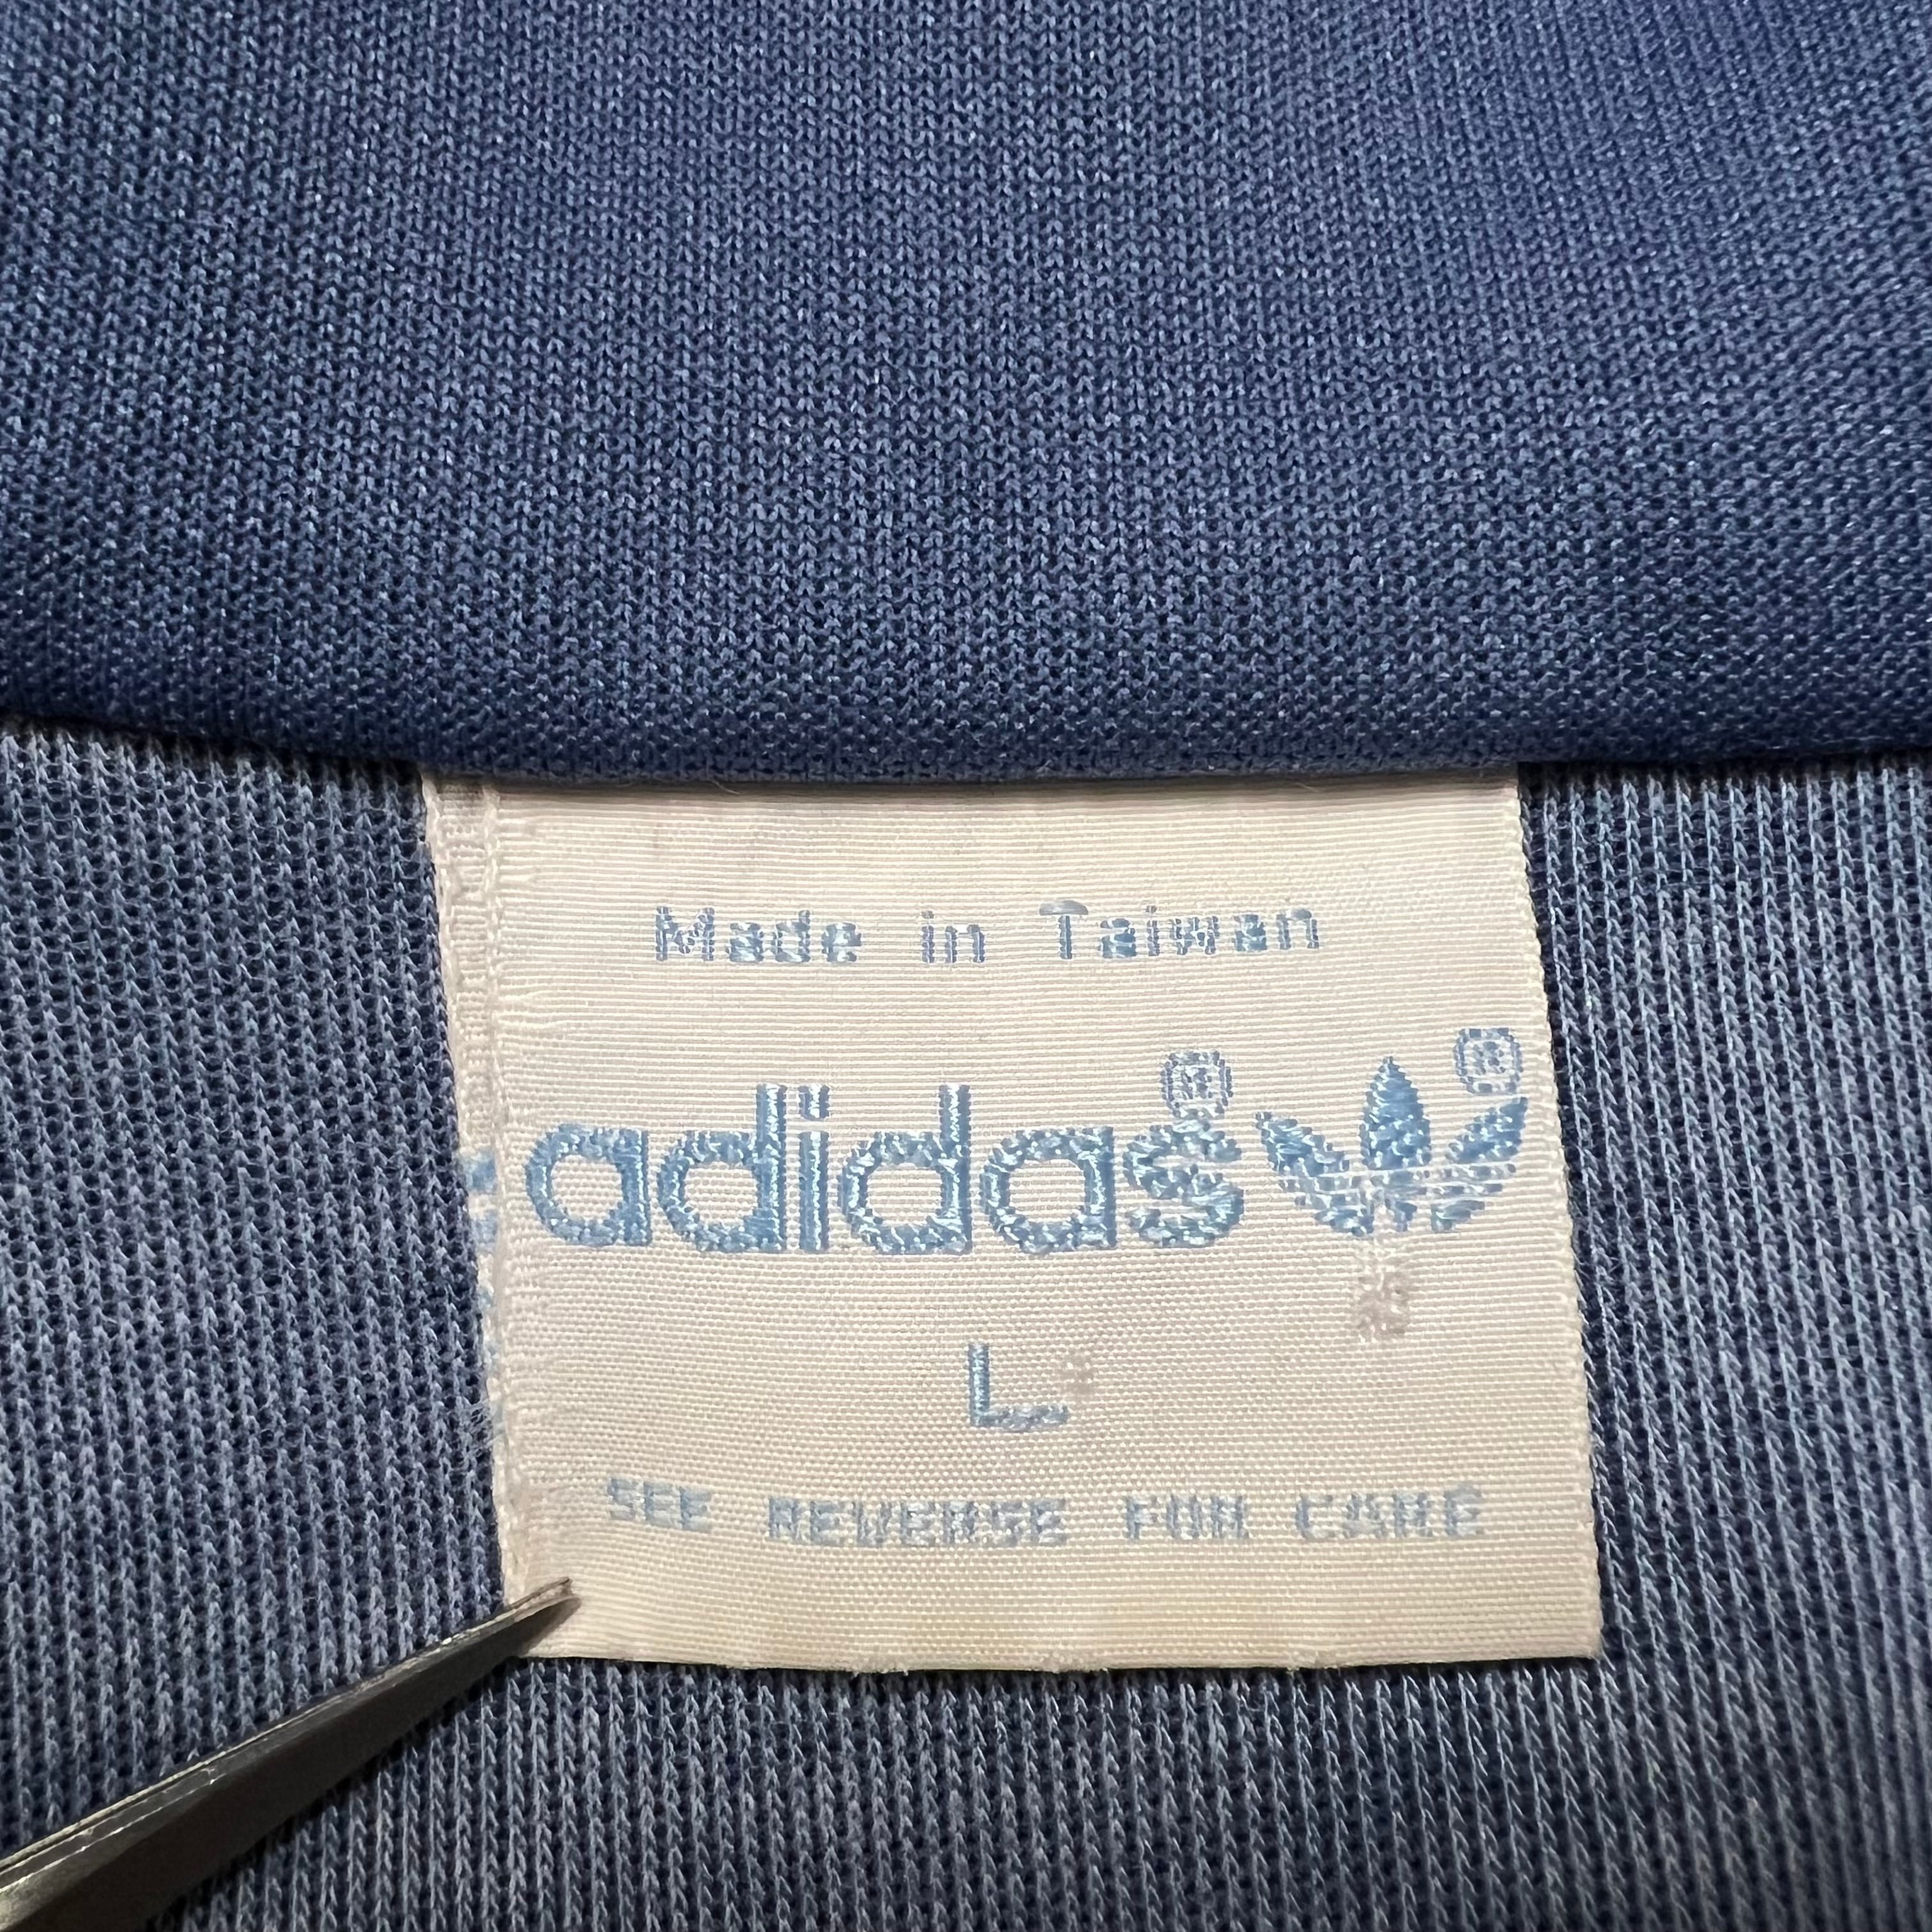 Made in Taiwan
adidas® ®
L
SEE REVERSE FOR CARE